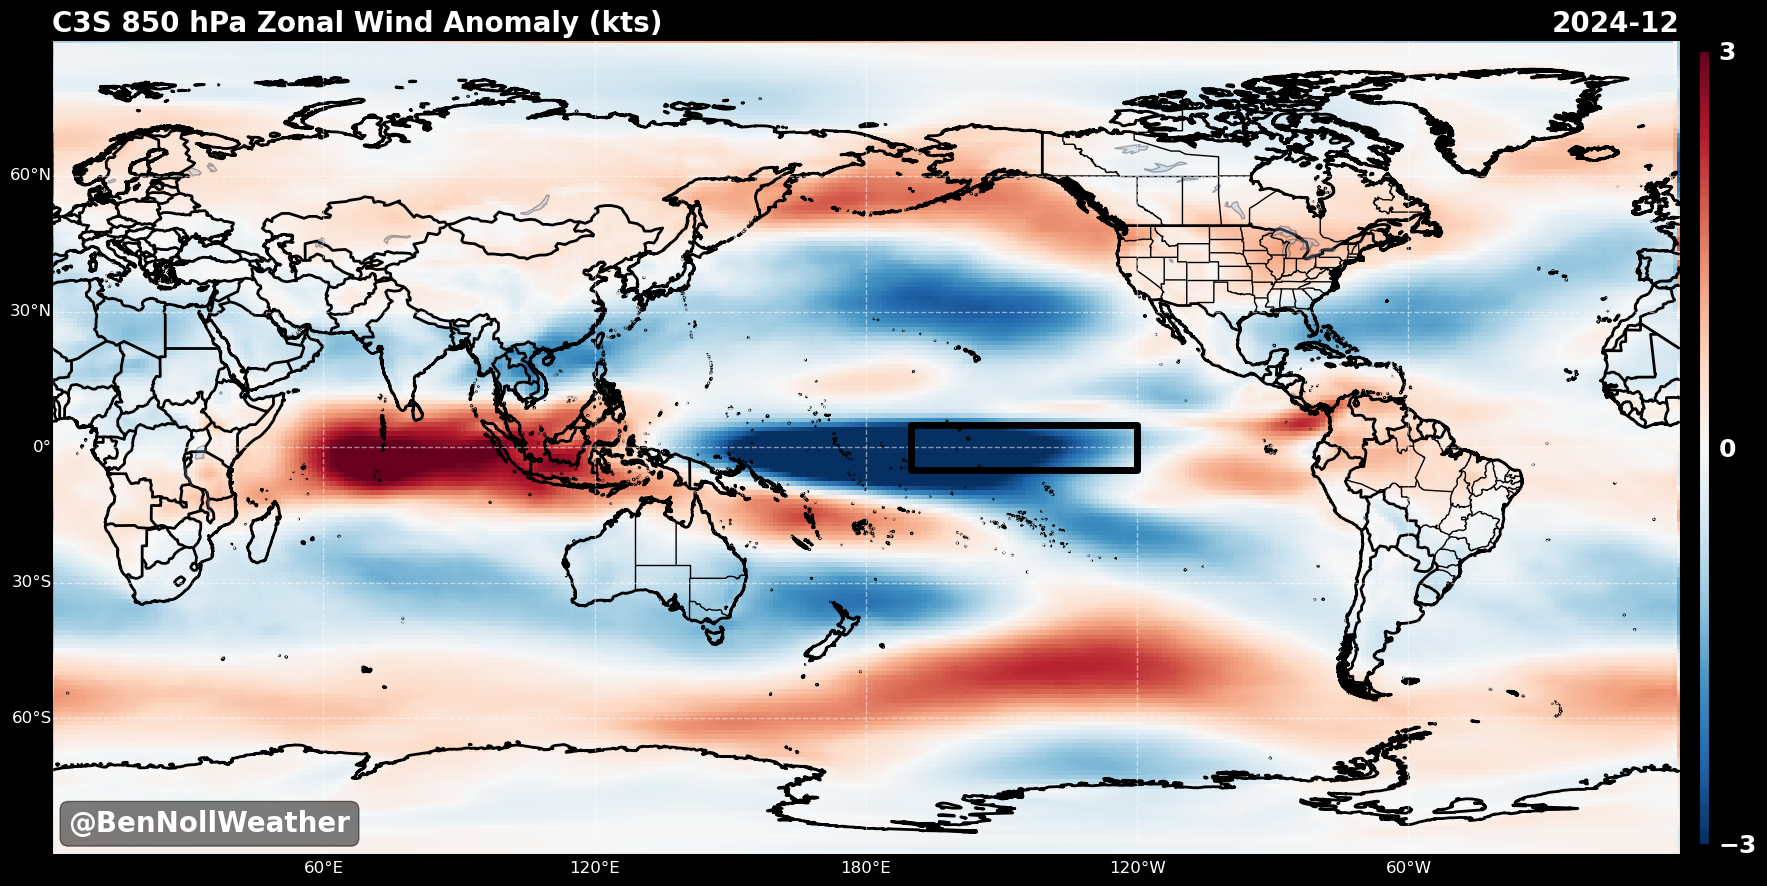 C3S 850 hPa Zonal Wind Anomaly (kts) 2024-12
3
60°N
30°N
0°
0
30°S
60°S
@BenNollWeather
−3
60°E 120°E 180°E 120°W 60°W